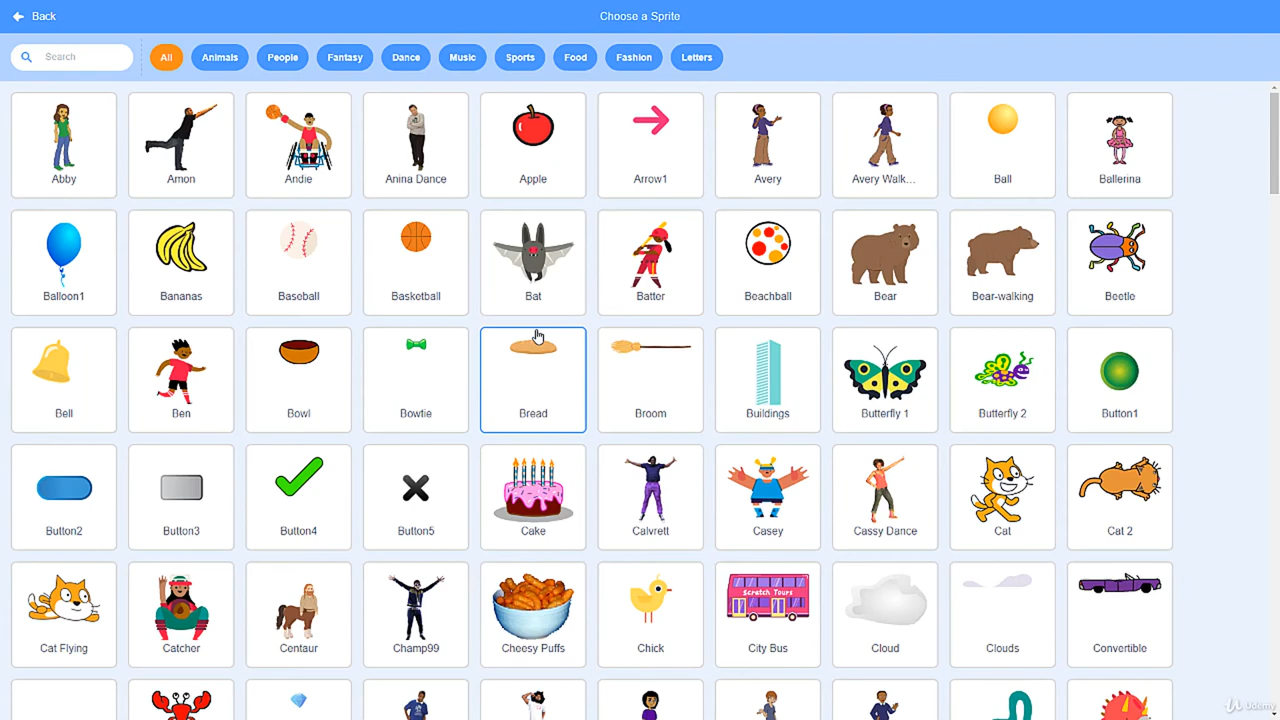 Back
Choose a Sprite
Search
All Animals People Fantasy Dance Music Sports Food Fashion Letters
Abby Amon Andie Anina Dance Apple Arrow1 Avery Avery Walk... Ball Ballerina
Balloon1 Bananas Baseball Basketball Bat Batter Beachball Bear Bear-walking Beetle
Bell Ben Bowl Bowtie Bread Broom Buildings Butterfly 1 Butterfly 2 Button1
Button2 Button3 Button4 Button5 Cake Calvrett Casey Cassy Dance Cat Cat 2
Scratch Tours
Cat Flying Catcher Centaur Champ99 Cheesy Puffs Chick City Bus Cloud Clouds Convertible
Udemy